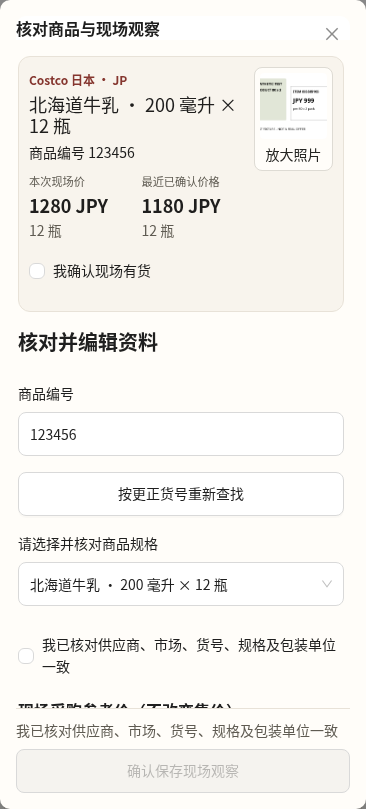 核对商品与现场观察
Costco 日本 · JP
北海道牛乳 · 200 毫升 ×
12 瓶
商品编号 123456
JPY 999
放大照片
本次现场价
最近已确认价格
1280 JPY
1180 JPY
12 瓶
12 瓶
我确认现场有货
核对并编辑资料
商品编号
123456
按更正货号重新查找
请选择并核对商品规格
北海道牛乳 · 200 毫升 × 12 瓶
我已核对供应商、市场、货号、规格及包装单位
一致
我已核对供应商、市场、货号、规格及包装单位一致
确认保存现场观察